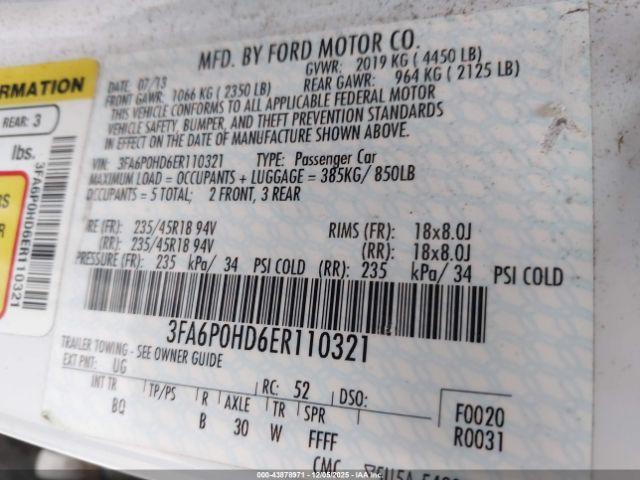 MFD. BY FORD MOTOR CO.
DATE: 07/13
GVWR: 2019 KG ( 4450 LB)
FRONT GAWR: 1066 KG ( 2350 LB)
REAR GAWR: 964 KG ( 2125 LB)
THIS VEHICLE CONFORMS TO ALL APPLICABLE FEDERAL MOTOR
VEHICLE SAFETY, BUMPER, AND THEFT PREVENTION STANDARDS
IN EFFECT ON THE DATE OF MANUFACTURE SHOWN ABOVE.
VIN: 3FA6P0HD6ER110321 TYPE: Passenger Car
MAXIMUM LOAD = OCCUPANTS + LUGGAGE = 385KG/ 850LB
OCCUPANTS = 5 TOTAL; 2 FRONT, 3 REAR
IRE (FR): 235/45R18 94V RIMS (FR): 18x8.0J
(RR): 235/45R18 94V (RR): 18x8.0J
PRESSURE (FR): 235 kPa/ 34 PSI COLD (RR): 235 kPa/ 34 PSI COLD
3FA6P0HD6ER110321
TRAILER TOWING - SEE OWNER GUIDE
EXT PNT: UG RC: 52 DSO:
INT TR TP/PS R AXLE TR SPR
BQ B 30 W FFFF
F0020
R0031
ORMATION
REAR: 3
lbs.
3FA6P0HD6ER110321
RS
R
IAA | 43878971 | 12/05/2025 | IAAI.COM